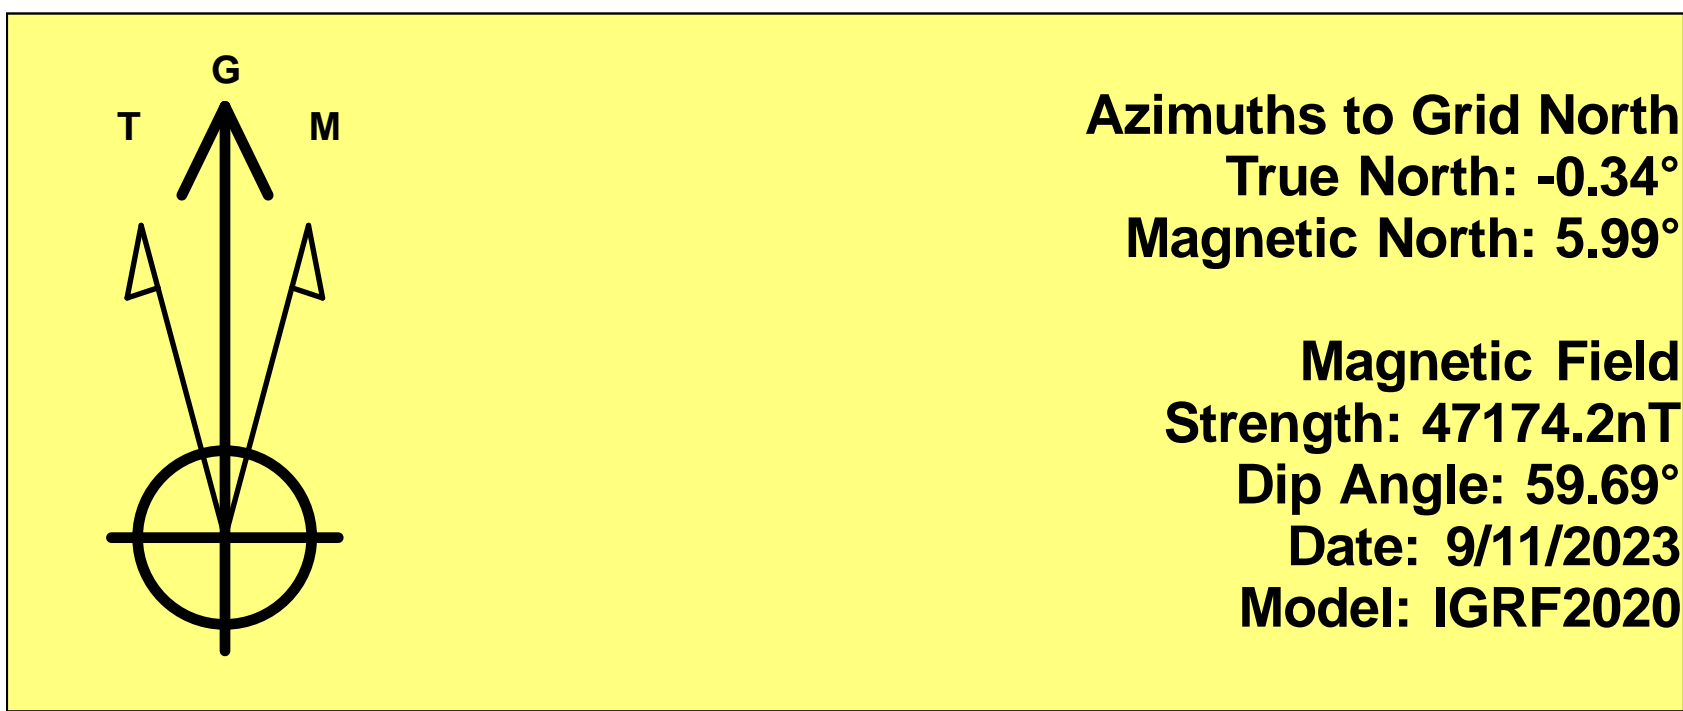 G
T M
Azimuths to Grid North
True North: -0.34°
Magnetic North: 5.99°
Magnetic Field
Strength: 47174.2nT
Dip Angle: 59.69°
Date: 9/11/2023
Model: IGRF2020